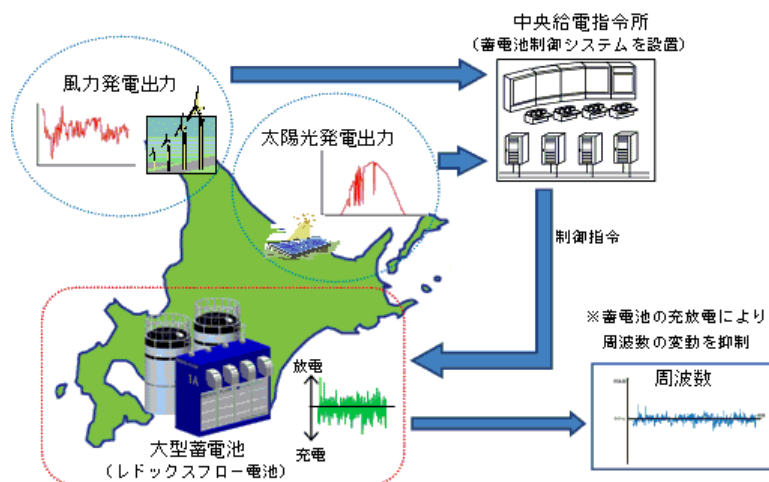 中央給電指令所
(蓄電池制御システムを設置)
風力発電出力
太陽光発電出力
制御指令
※蓄電池の充放電により
周波数の変動を抑制
放電
充電
1A
大型蓄電池
(レドックスフロー電池)
周波数